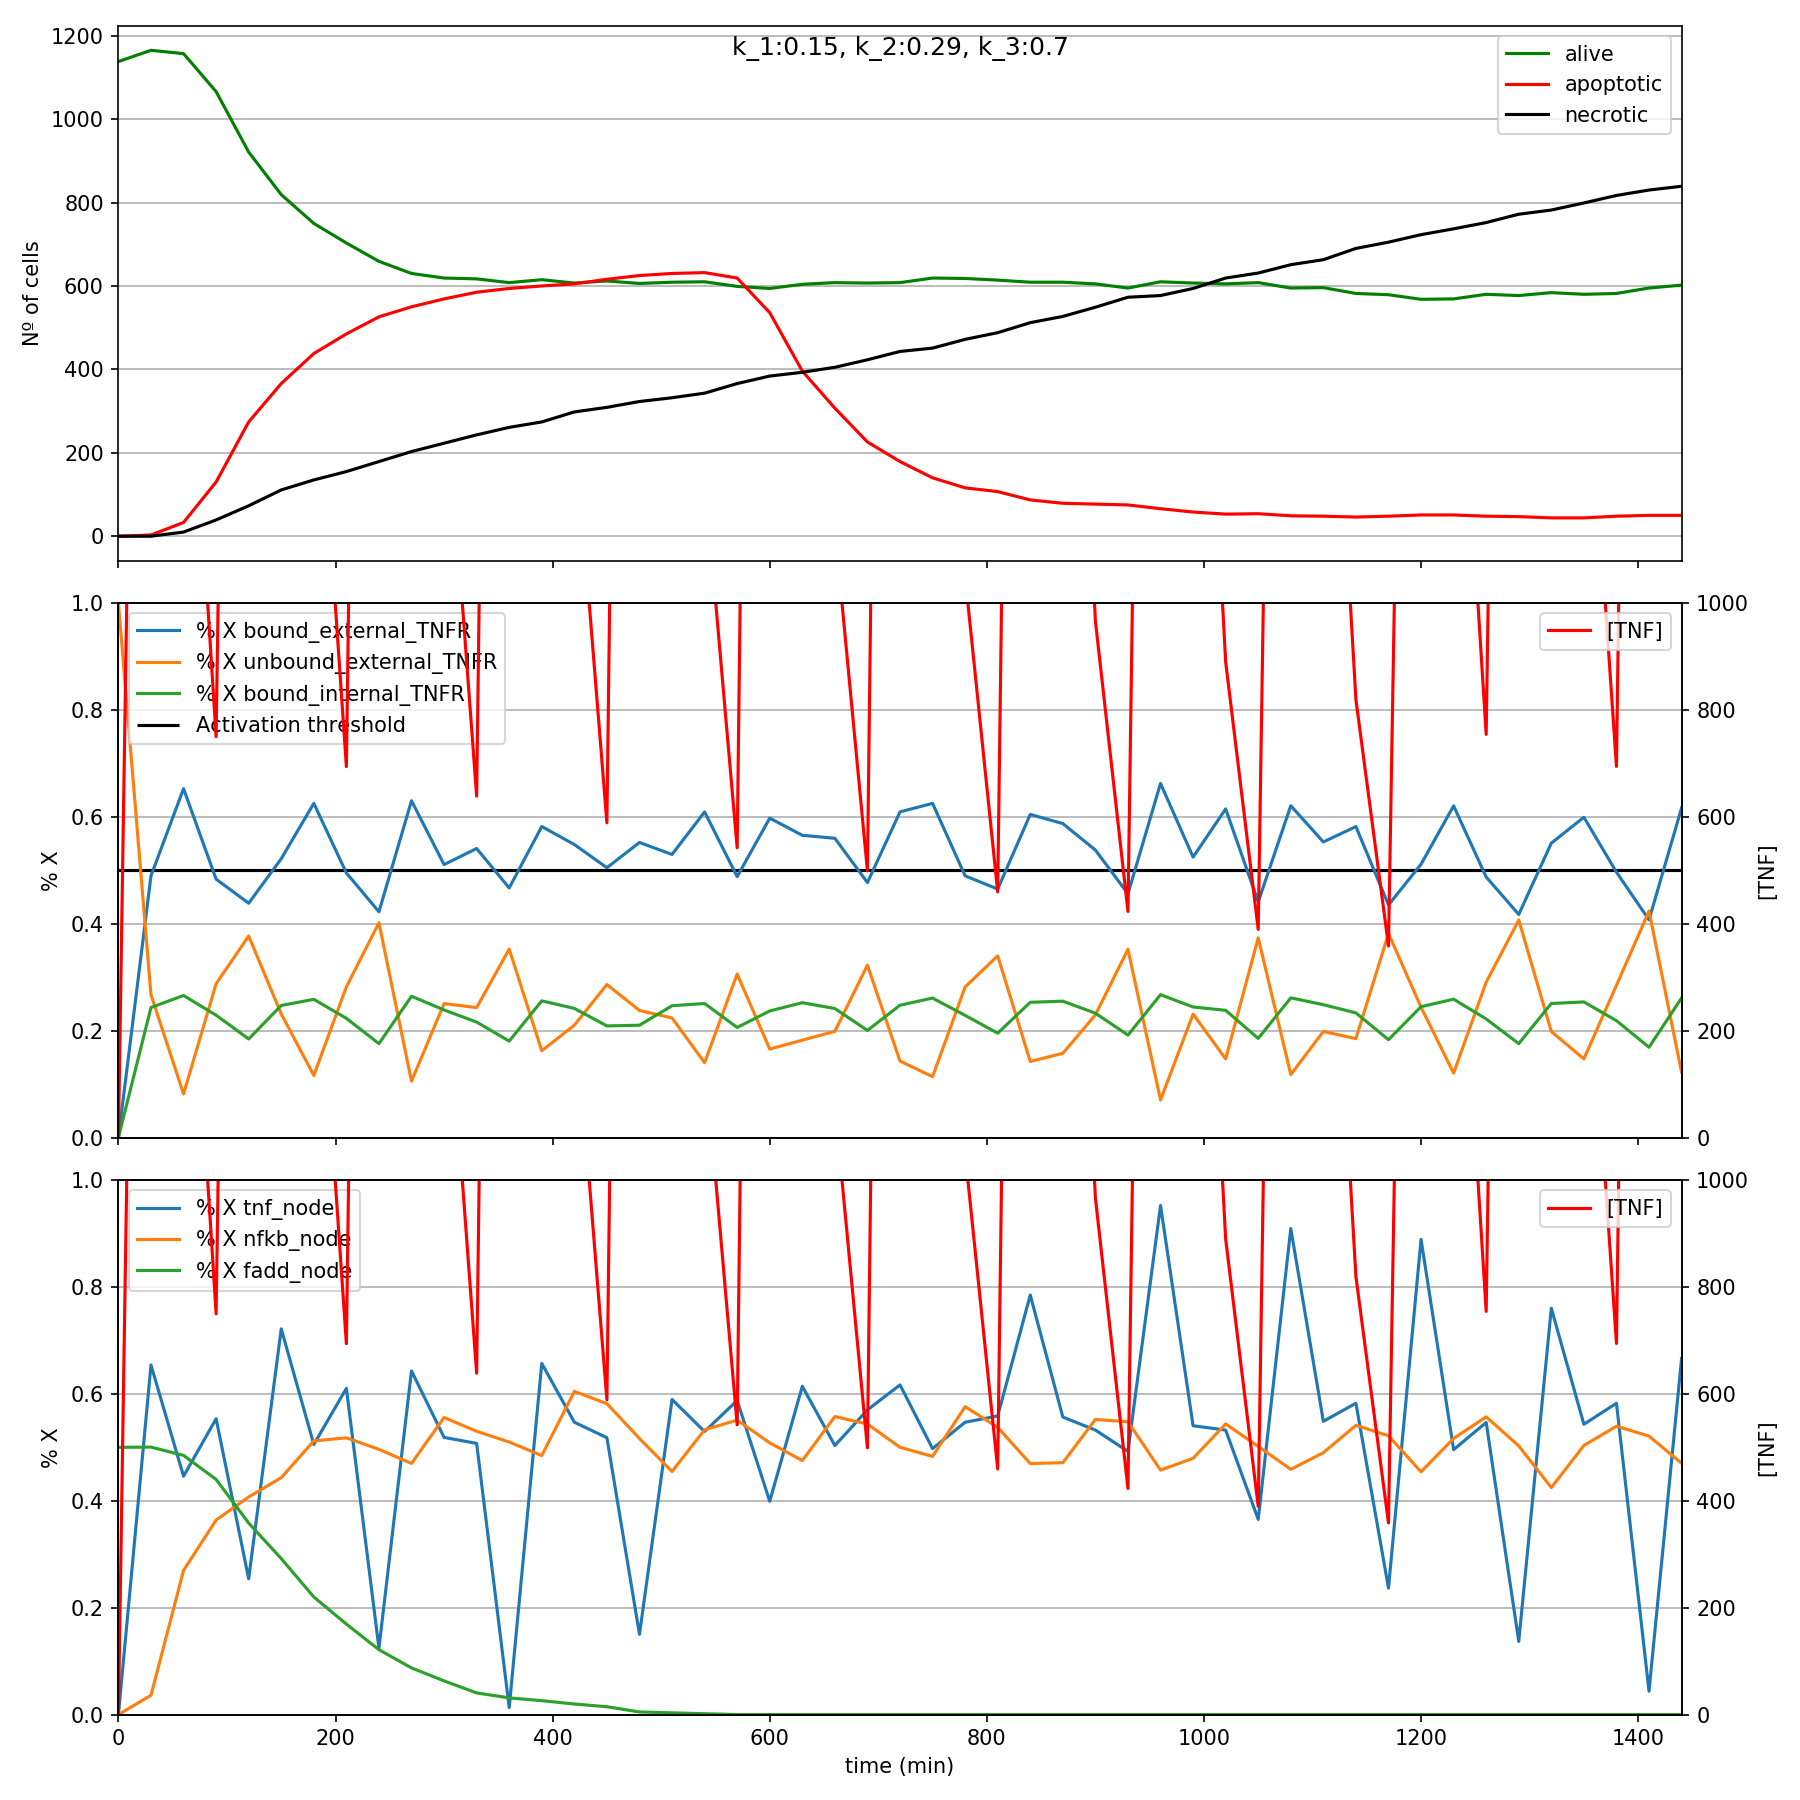 k_1:0.15, k_2:0.29, k_3:0.7
alive
apoptotic
necrotic
1200
1000
800
600
400
200
0
Nº of cells
% X bound_external_TNFR
% X unbound_external_TNFR
% X bound_internal_TNFR
Activation threshold
[TNF]
1.0
0.8
0.6
0.4
0.2
0.0
% X
1000
800
600
400
200
0
[TNF]
% X tnf_node
% X nfkb_node
% X fadd_node
[TNF]
1.0
0.8
0.6
0.4
0.2
0.0
% X
1000
800
600
400
200
0
[TNF]
0 200 400 600 800 1000 1200 1400
time (min)